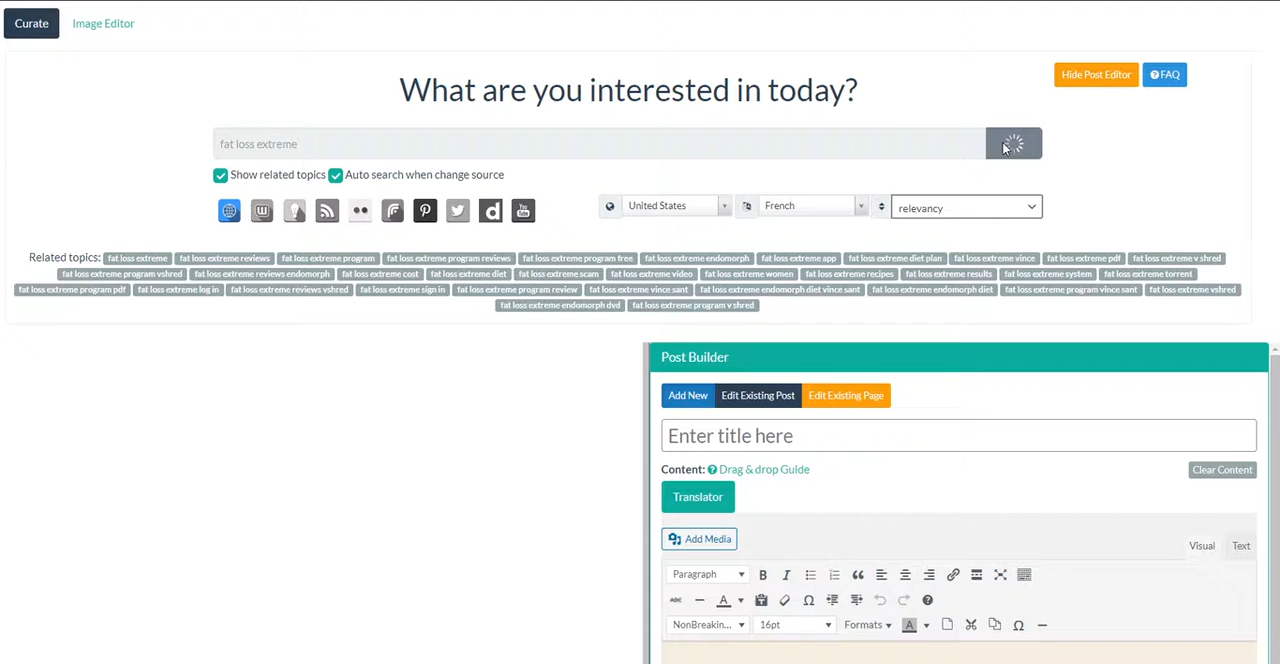 Curate Image Editor
What are you interested in today?
Hide Post Editor FAQ
fat loss extreme
Show related topics Auto search when change source
United States French relevancy
Related topics: fat loss extreme fat loss extreme reviews fat loss extreme program fat loss extreme program reviews fat loss extreme program free fat loss extreme endomorph fat loss extreme app fat loss extreme diet plan fat loss extreme vince fat loss extreme pdf fat loss extreme v shred
fat loss extreme program vshred fat loss extreme reviews endomorph fat loss extreme cost fat loss extreme diet fat loss extreme scam fat loss extreme video fat loss extreme women fat loss extreme recipes fat loss extreme results fat loss extreme system fat loss extreme torrent
fat loss extreme program pdf fat loss extreme log in fat loss extreme reviews vshred fat loss extreme sign in fat loss extreme program review fat loss extreme vince sant fat loss extreme endomorph diet vince sant fat loss extreme endomorph diet fat loss extreme program vince sant fat loss extreme vshred
fat loss extreme endomorph dvd fat loss extreme program v shred
Post Builder
Add New Edit Existing Post Edit Existing Page
Enter title here
Content: Drag & drop Guide Clear Content
Translator
Add Media Visual Text
Paragraph B I
ABC A Ω
NonBreakin... 16pt Formats A Ω